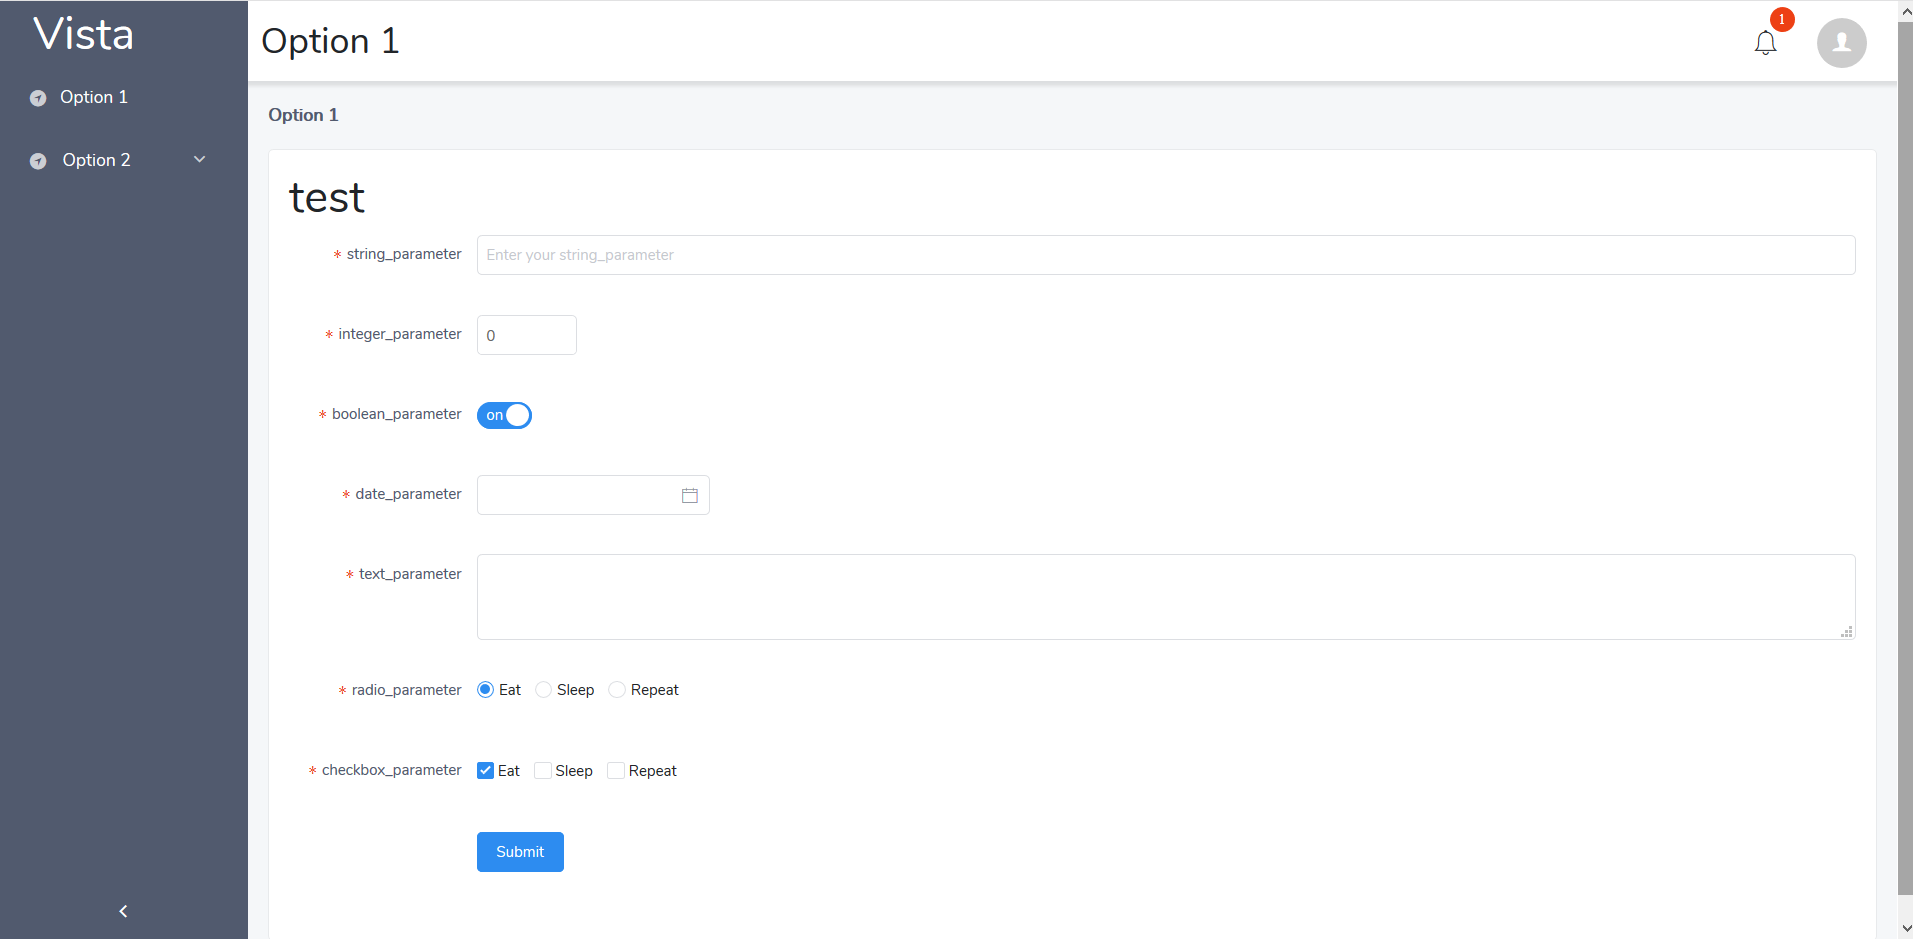 Vista
Option 1
Option 2
Option 1
1
Option 1
test
* string_parameter Enter your string_parameter
* integer_parameter 0
* boolean_parameter on
* date_parameter
* text_parameter
* radio_parameter Eat Sleep Repeat
* checkbox_parameter Eat Sleep Repeat
Submit